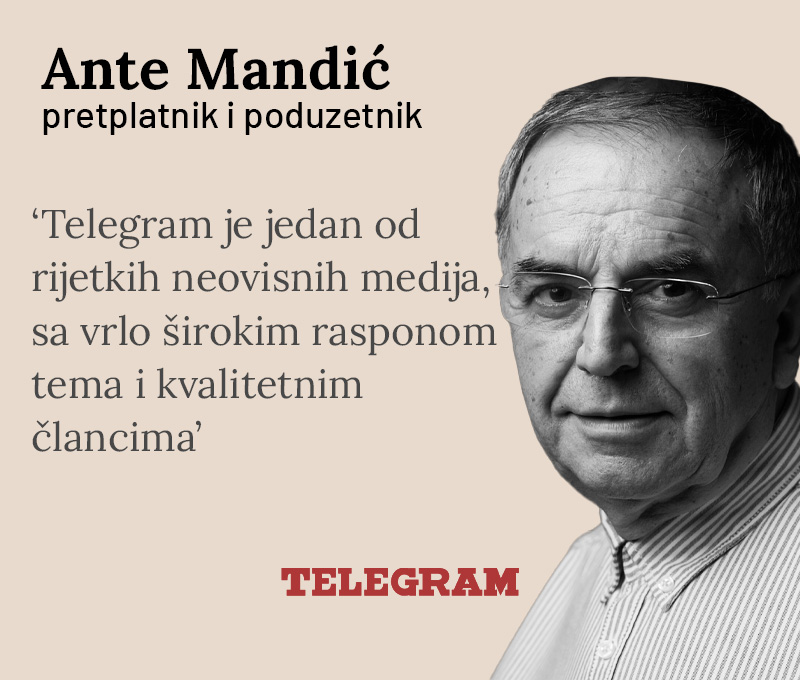 Ante Mandić
pretplatnik i poduzetnik
‘Telegram je jedan od
rijetkih neovisnih medija,
sa vrlo širokim rasponom
tema i kvalitetnim
člancima’
TELEGRAM